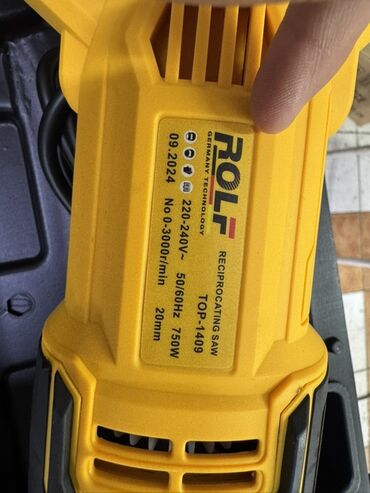 ROLF
GERMANY TECHNOLOGY
RECIPROCATING SAW
TOP-1409
220-240V~ 50/60Hz 750W
No 0-3000r/min 20mm
09.2024